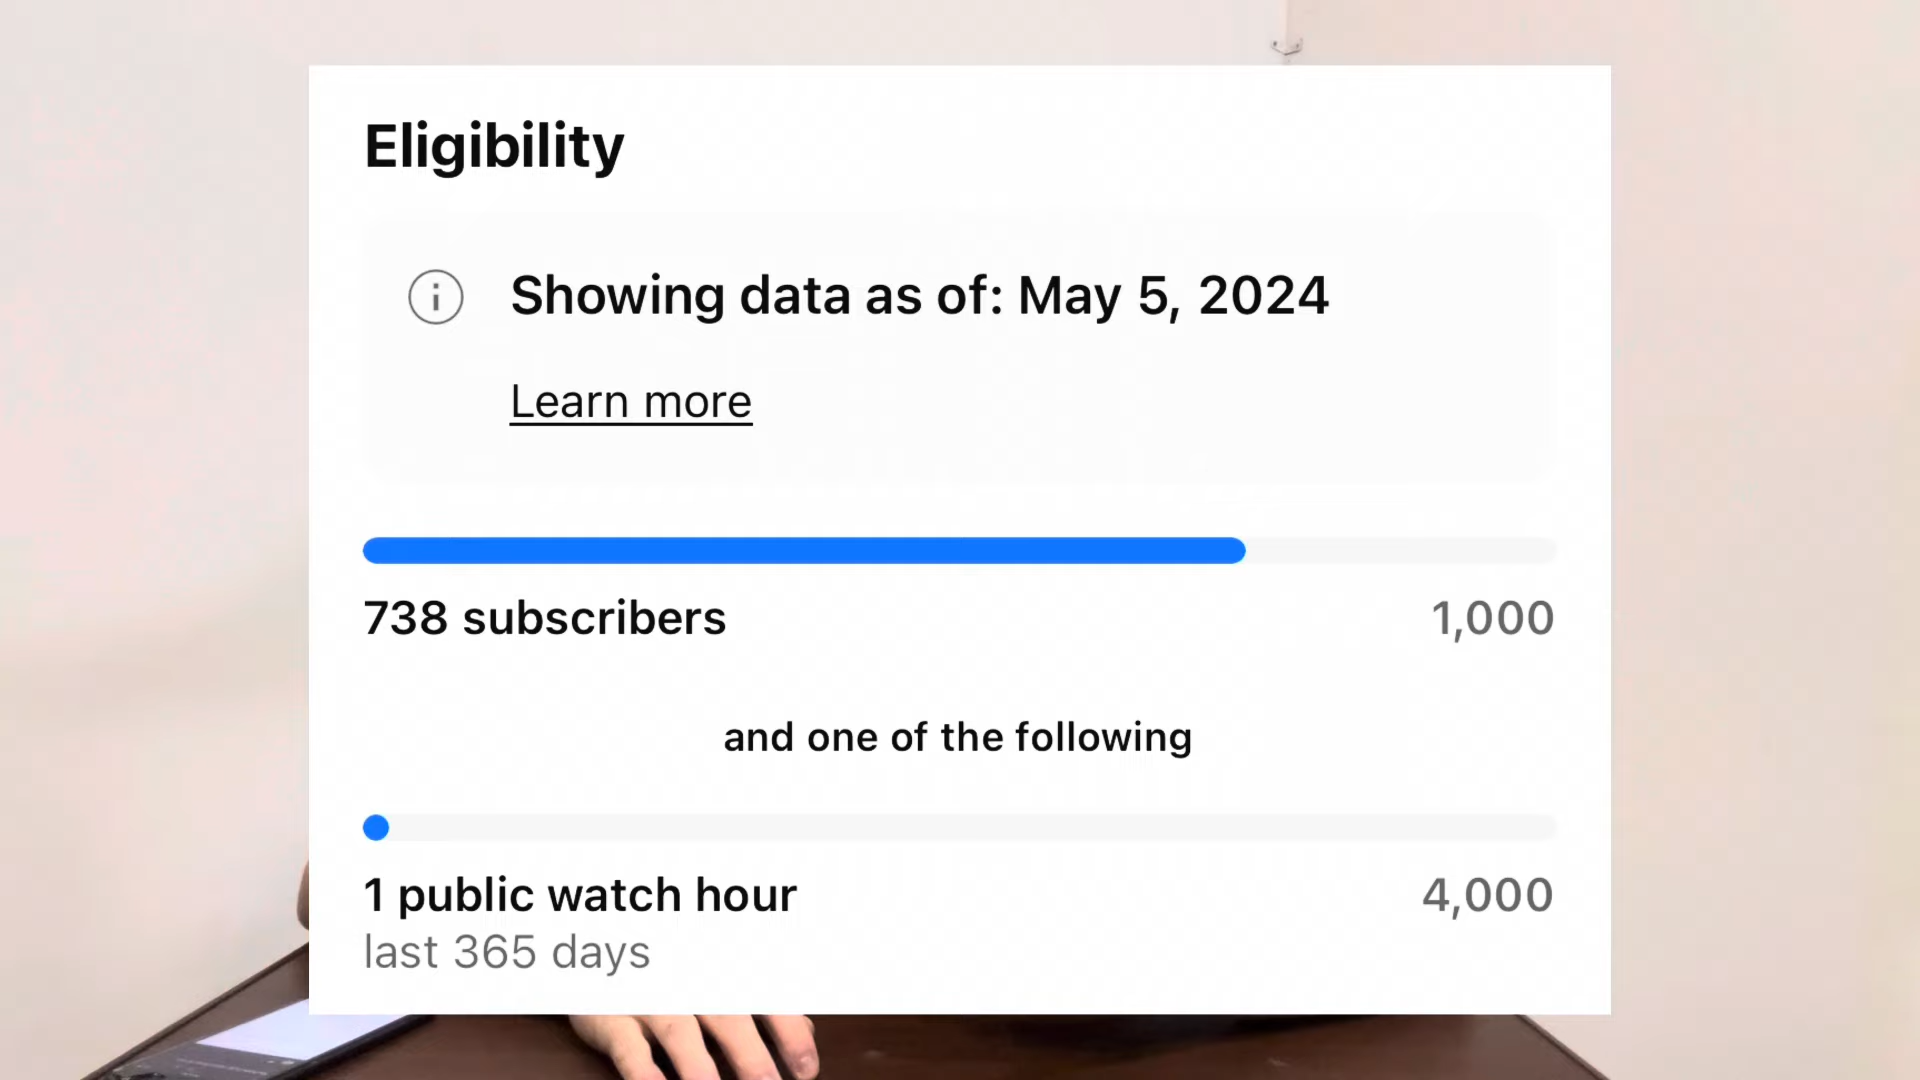 Eligibility
Showing data as of: May 5, 2024
Learn more
738 subscribers 1,000
and one of the following
1 public watch hour 4,000
last 365 days